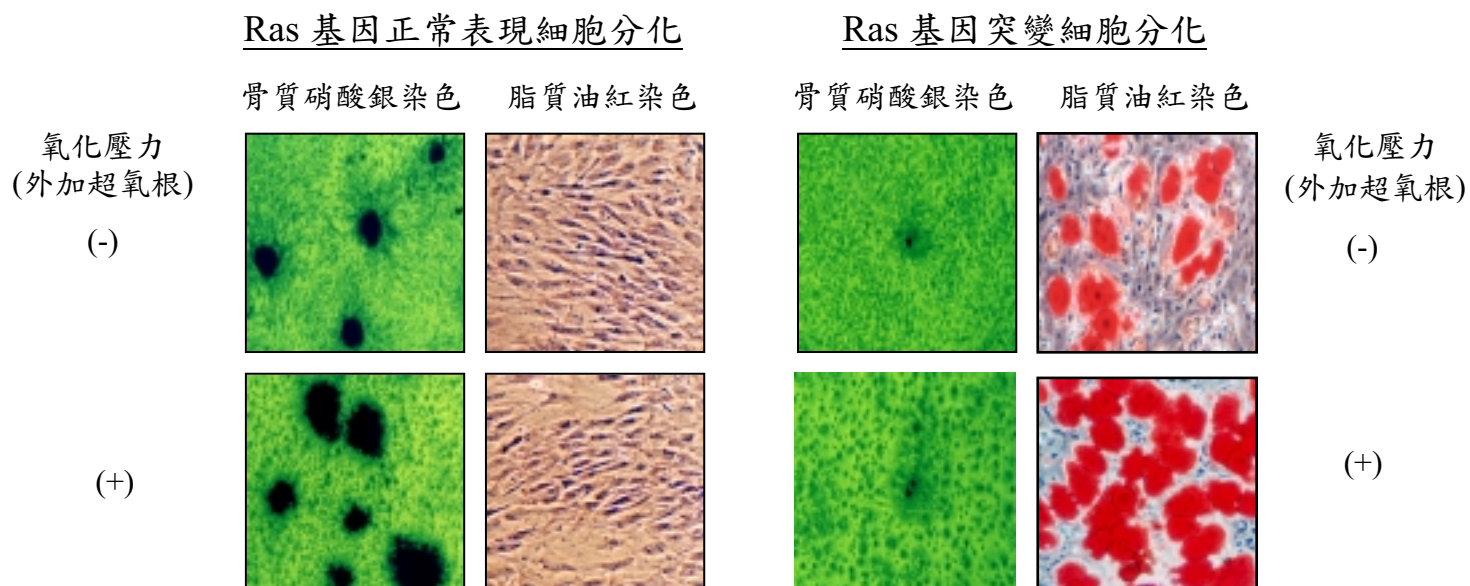 Ras 基因正常表現細胞分化 Ras 基因突變細胞分化
骨質硝酸銀染色 脂質油紅染色 骨質硝酸銀染色 脂質油紅染色
氧化壓力 氧化壓力
(外加超氧根) (外加超氧根)
(-) (-)
(+) (+)